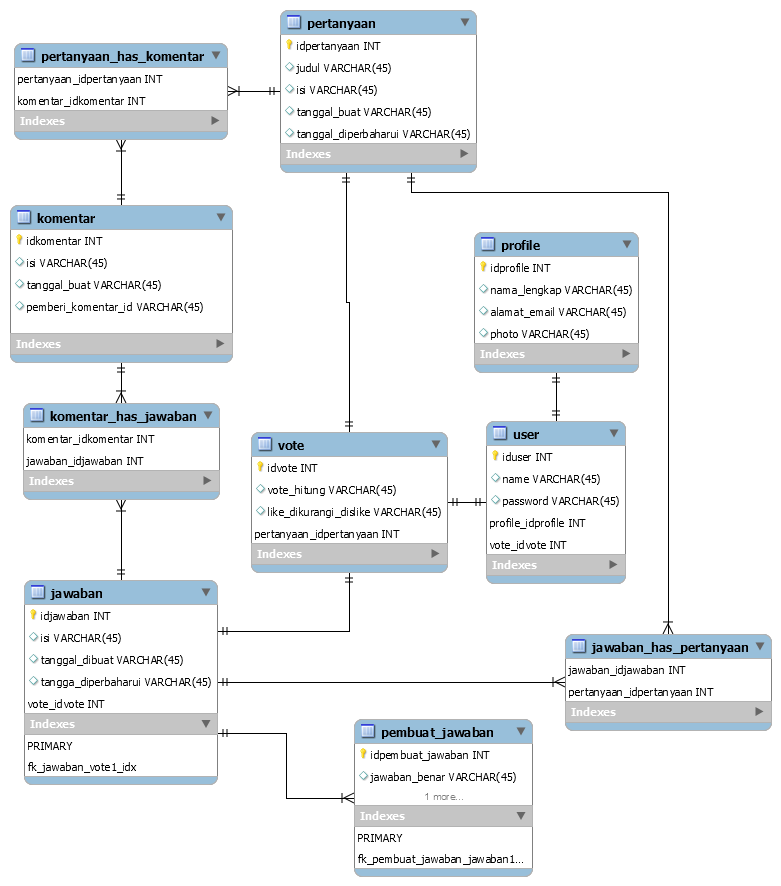 pertanyaan
idpertanyaan INT
judul VARCHAR(45)
isi VARCHAR(45)
tanggal_buat VARCHAR(45)
tanggal_diperbaharui VARCHAR(45)
Indexes
pertanyaan_has_komentar
pertanyaan_idpertanyaan INT
komentar_idkomentar INT
Indexes
komentar
idkomentar INT
isi VARCHAR(45)
tanggal_buat VARCHAR(45)
pemberi_komentar_id VARCHAR(45)
Indexes
profile
idprofile INT
nama_lengkap VARCHAR(45)
alamat_email VARCHAR(45)
photo VARCHAR(45)
Indexes
komentar_has_jawaban
komentar_idkomentar INT
jawaban_idjawaban INT
Indexes
vote
idvote INT
vote_hitung VARCHAR(45)
like_dikurangi_dislike VARCHAR(45)
pertanyaan_idpertanyaan INT
Indexes
user
iduser INT
name VARCHAR(45)
password VARCHAR(45)
profile_idprofile INT
vote_idvote INT
Indexes
jawaban
idjawaban INT
isi VARCHAR(45)
tanggal_dibuat VARCHAR(45)
tangga_diperbaharui VARCHAR(45)
vote_idvote INT
Indexes
PRIMARY
fk_jawaban_vote1_idx
jawaban_has_pertanyaan
jawaban_idjawaban INT
pertanyaan_idpertanyaan INT
Indexes
pembuat_jawaban
idpembuat_jawaban INT
jawaban_benar VARCHAR(45)
1 more...
Indexes
PRIMARY
fk_pembuat_jawaban_jawaban1...